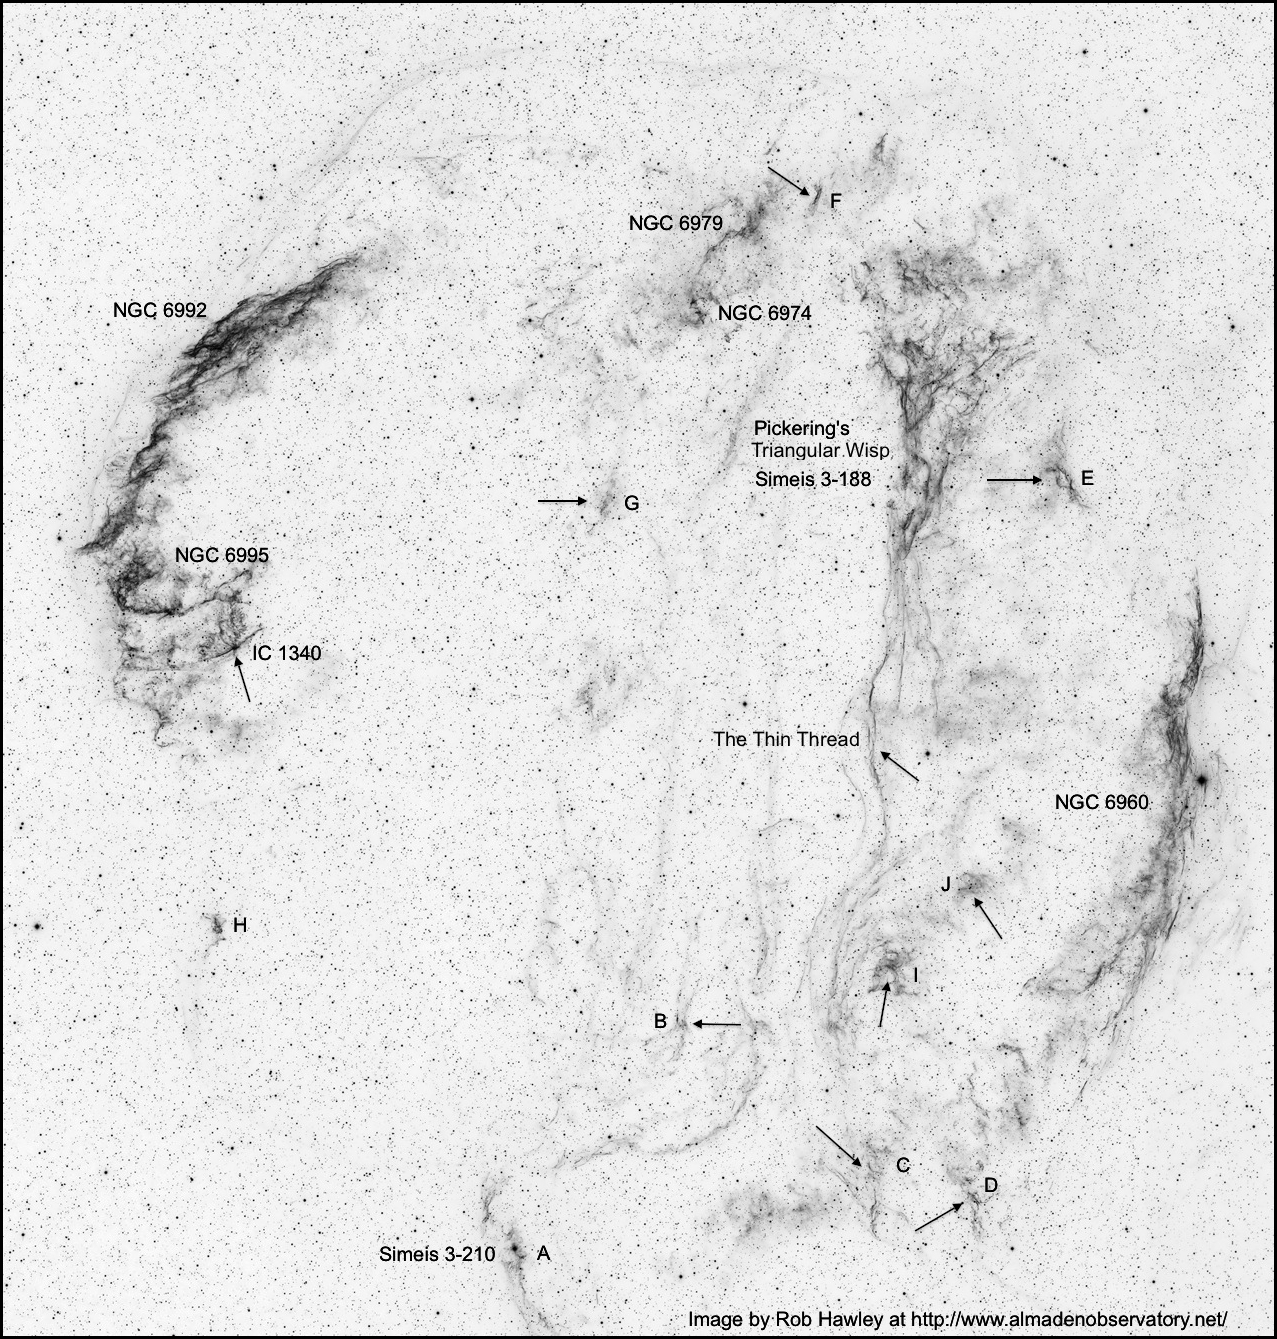 F
NGC 6979
NGC 6992
NGC 6974
Pickering's
Triangular Wisp
Simeis 3-188
E
G
NGC 6995
IC 1340
The Thin Thread
NGC 6960
J
H
I
B
C
D
Simeis 3-210 A
Image by Rob Hawley at http://www.almadenobservatory.net/